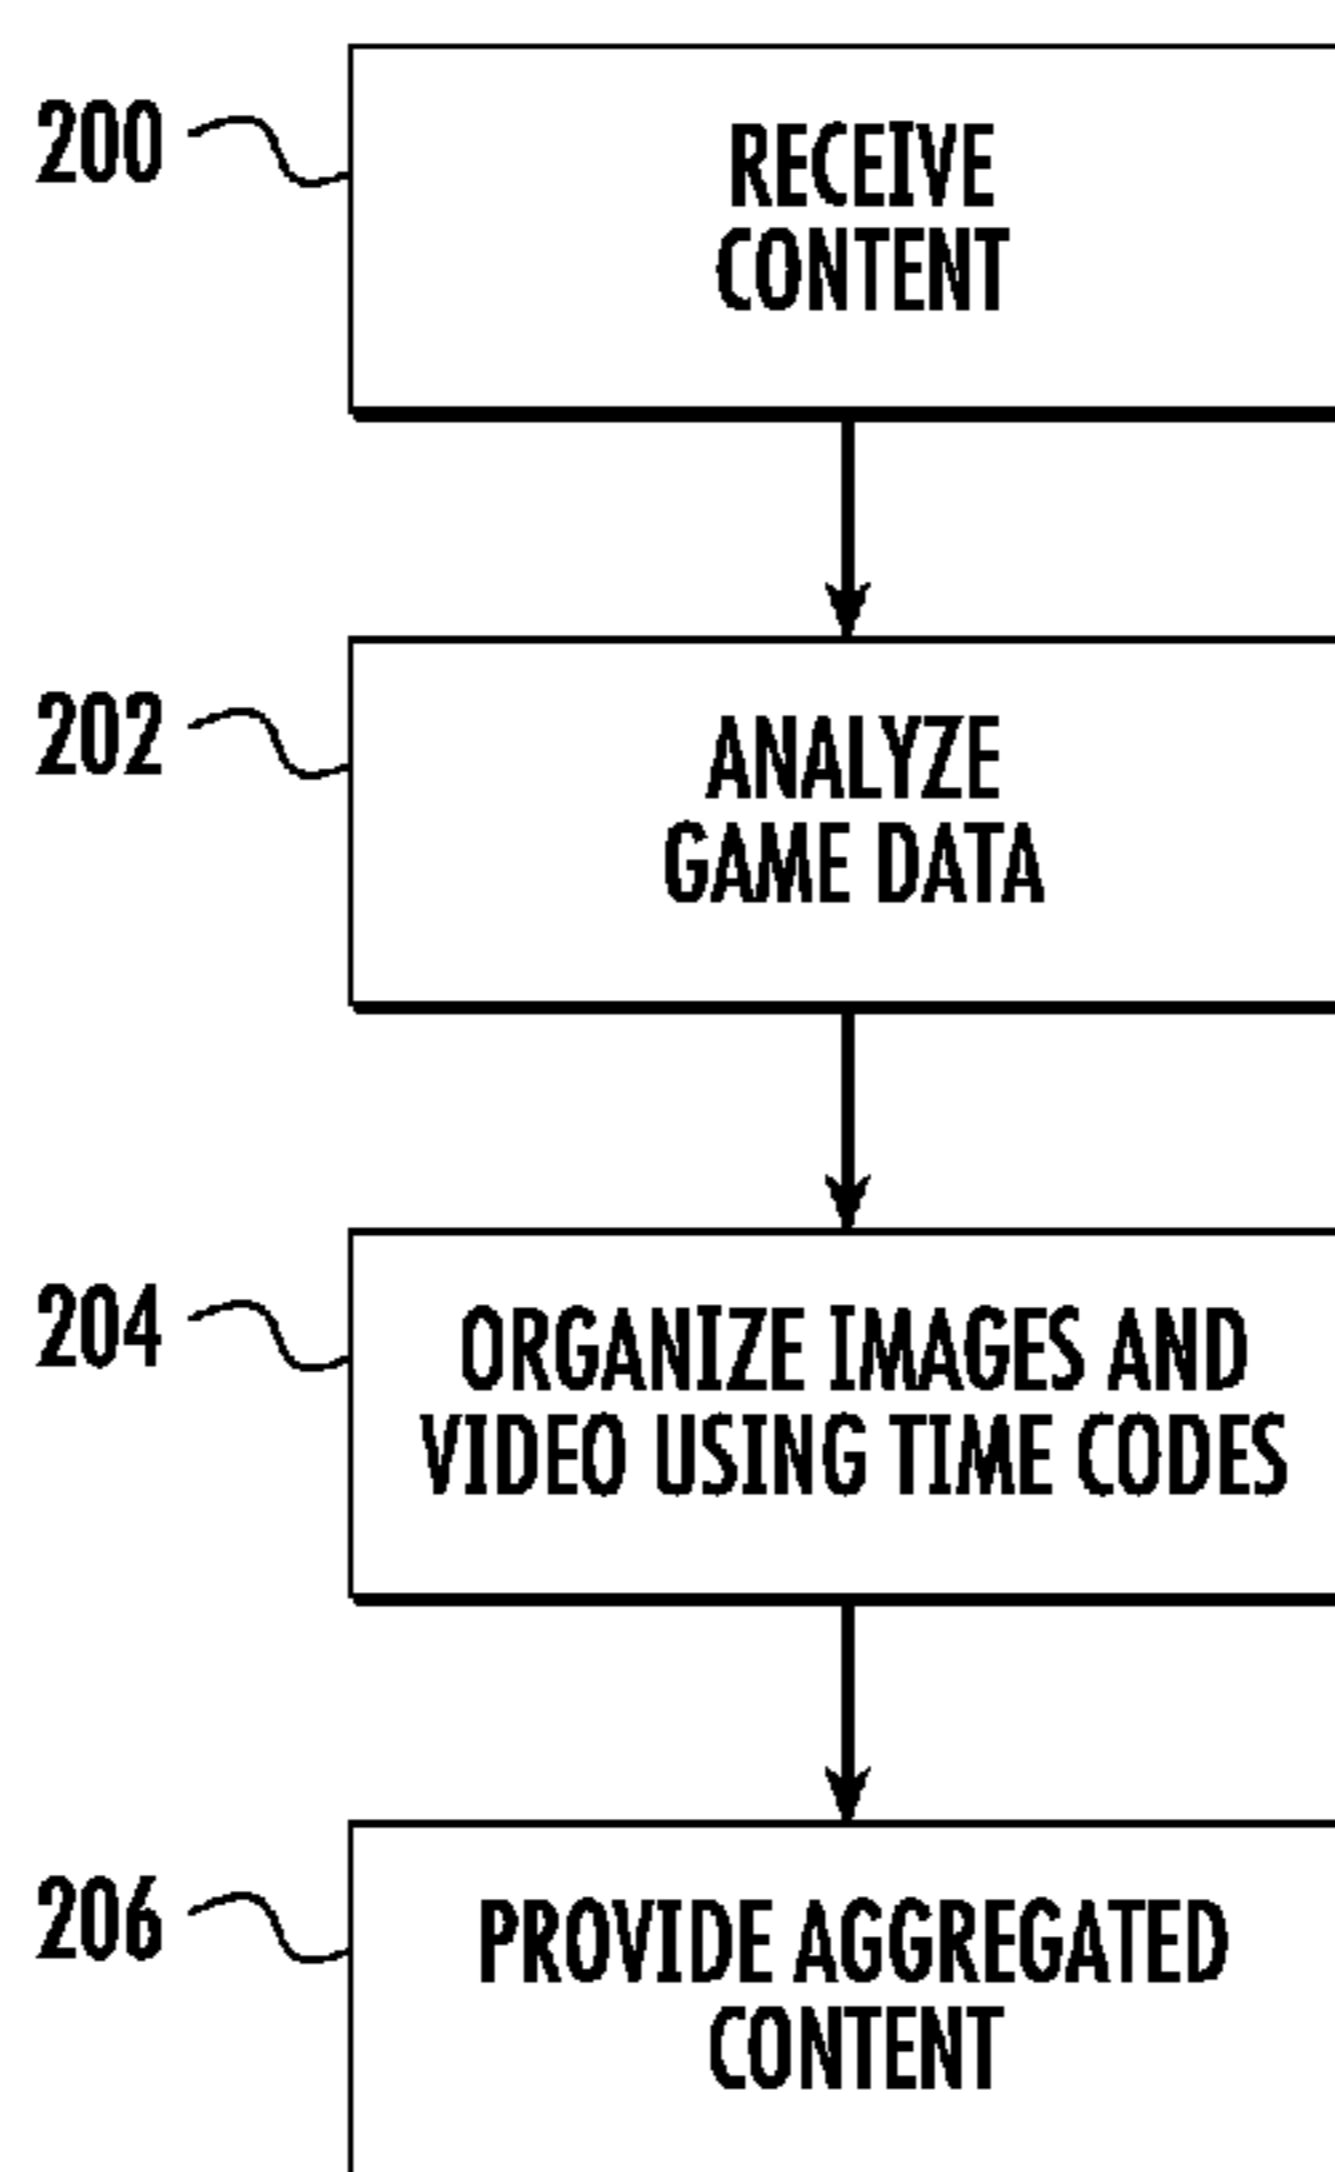 200
RECEIVE
CONTENT
202
ANALYZE
GAME DATA
204
ORGANIZE IMAGES AND
VIDEO USING TIME CODES
206
PROVIDE AGGREGATED
CONTENT